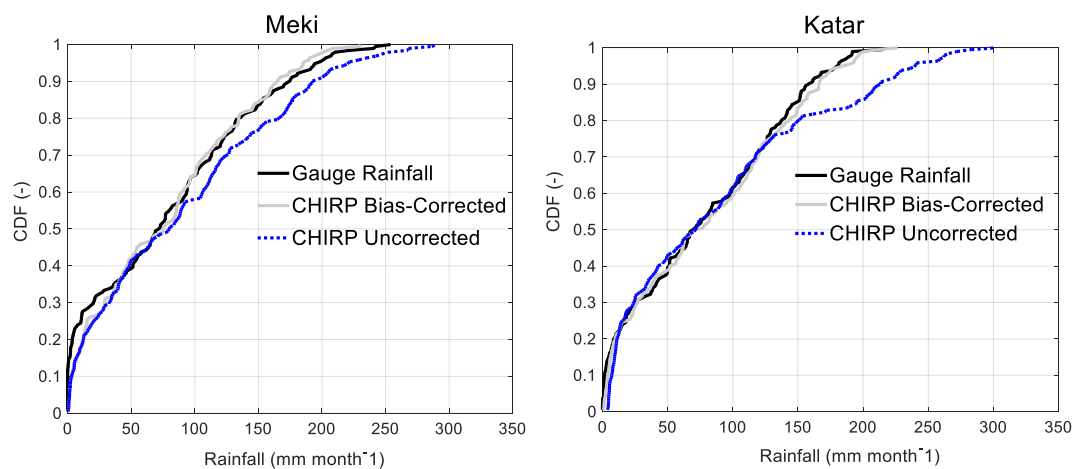 Meki
1
0.9
0.8
0.7
0.6
0.5
0.4
0.3
0.2
0.1
0
CDF (-)
Gauge Rainfall
CHIRP Bias-Corrected
CHIRP Uncorrected
0 50 100 150 200 250 300 350
Rainfall (mm month-1)
Katar
1
0.9
0.8
0.7
0.6
0.5
0.4
0.3
0.2
0.1
0
CDF (-)
Gauge Rainfall
CHIRP Bias-Corrected
CHIRP Uncorrected
0 50 100 150 200 250 300 350
Rainfall (mm month-1)